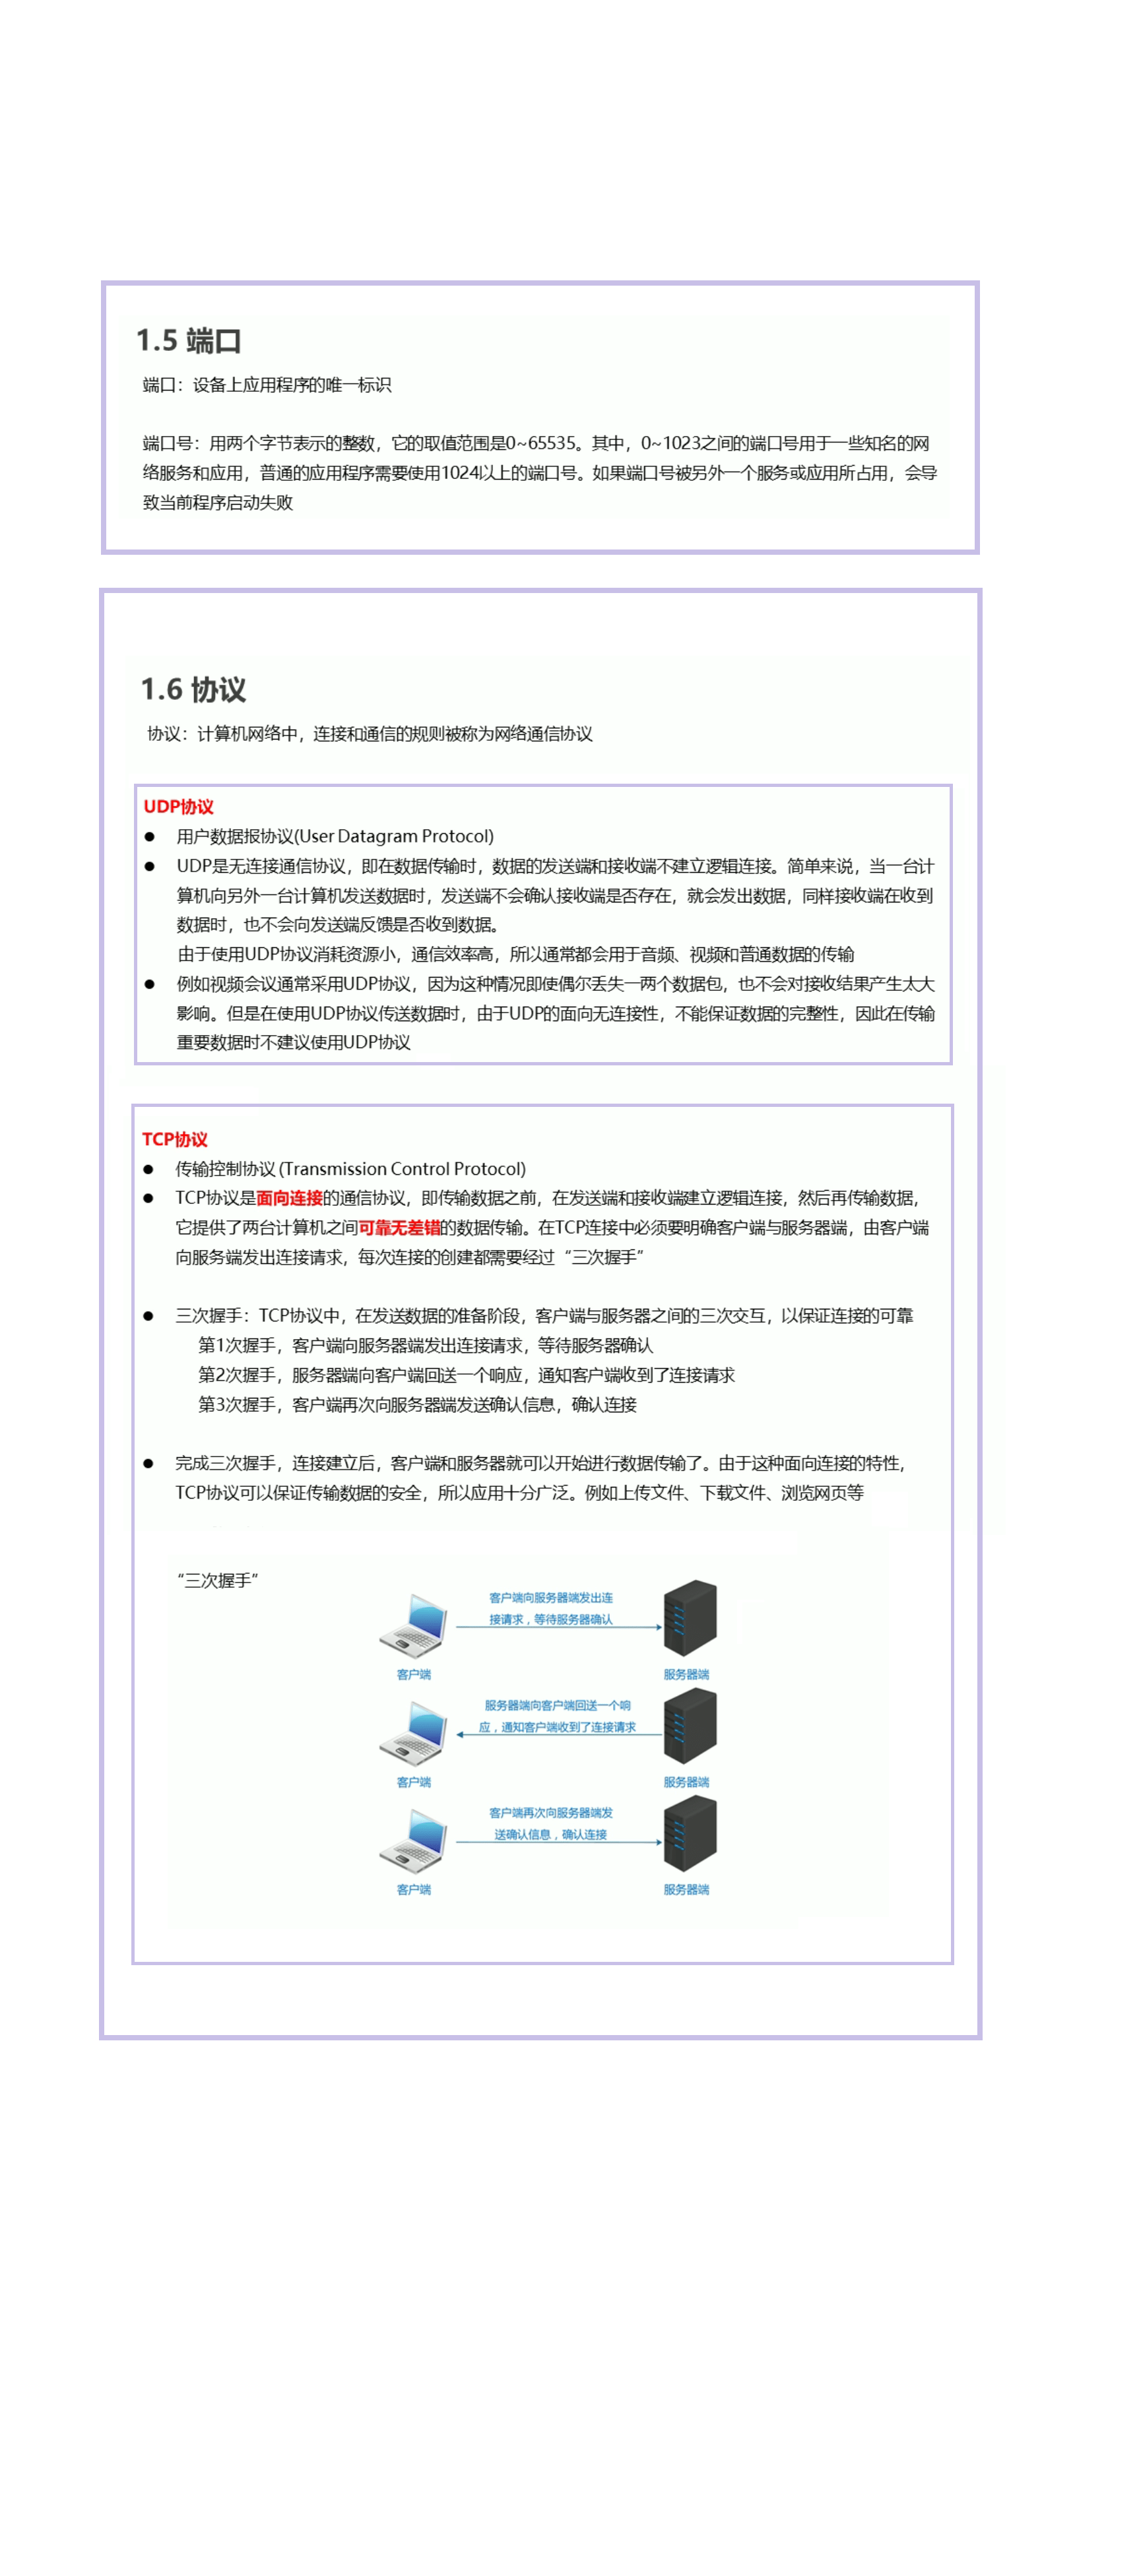 1.5 端口
端口：设备上应用程序的唯一标识
端口号：用两个字节表示的整数，它的取值范围是0~65535。其中，0~1023之间的端口号用于一些知名的网
络服务和应用，普通的应用程序需要使用1024以上的端口号。如果端口号被另外一个服务或应用所占用，会导
致当前程序启动失败
1.6 协议
协议：计算机网络中，连接和通信的规则被称为网络通信协议
UDP协议
● 用户数据报协议(User Datagram Protocol)
● UDP是无连接通信协议，即在数据传输时，数据的发送端和接收端不建立逻辑连接。简单来说，当一台计
算机向另外一台计算机发送数据时，发送端不会确认接收端是否存在，就会发出数据，同样接收端在收到
数据时，也不会向发送端反馈是否收到数据。
由于使用UDP协议消耗资源小，通信效率高，所以通常都会用于音频、视频和普通数据的传输
● 例如视频会议通常采用UDP协议，因为这种情况即使偶尔丢失一两个数据包，也不会对接收结果产生太大
影响。但是在使用UDP协议传送数据时，由于UDP的面向无连接性，不能保证数据的完整性，因此在传输
重要数据时不建议使用UDP协议
TCP协议
● 传输控制协议 (Transmission Control Protocol)
● TCP协议是面向连接的通信协议，即传输数据之前，在发送端和接收端建立逻辑连接，然后再传输数据，
它提供了两台计算机之间可靠无差错的数据传输。在TCP连接中必须要明确客户端与服务器端，由客户端
向服务端发出连接请求，每次连接的创建都需要经过“三次握手”
● 三次握手：TCP协议中，在发送数据的准备阶段，客户端与服务器之间的三次交互，以保证连接的可靠
第1次握手，客户端向服务器端发出连接请求，等待服务器确认
第2次握手，服务器端向客户端回送一个响应，通知客户端收到了连接请求
第3次握手，客户端再次向服务器端发送确认信息，确认连接
● 完成三次握手，连接建立后，客户端和服务器就可以开始进行数据传输了。由于这种面向连接的特性，
TCP协议可以保证传输数据的安全，所以应用十分广泛。例如上传文件、下载文件、浏览网页等
“三次握手”
客户端向服务器端发出连
接请求，等待服务器确认
客户端
服务器端
服务器端向客户端回送一个响
应，通知客户端收到了连接请求
客户端
服务器端
客户端再次向服务器端发
送确认信息，确认连接
客户端
服务器端